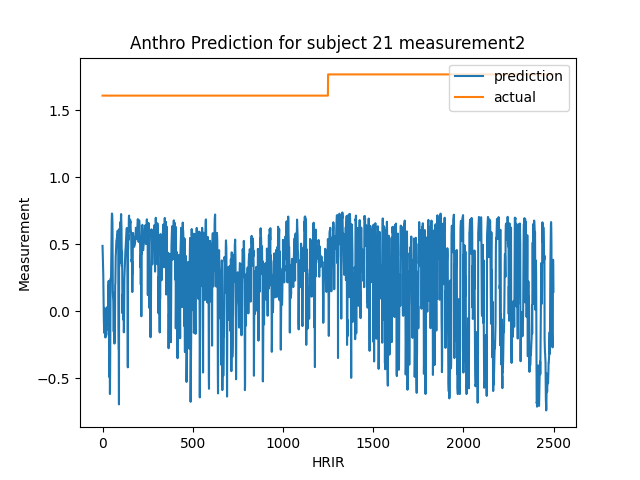 Anthro Prediction for subject 21 measurement2
prediction
actual
1.5
1.0
0.5
0.0
−0.5
Measurement
0
500
1000
1500
2000
2500
HRIR